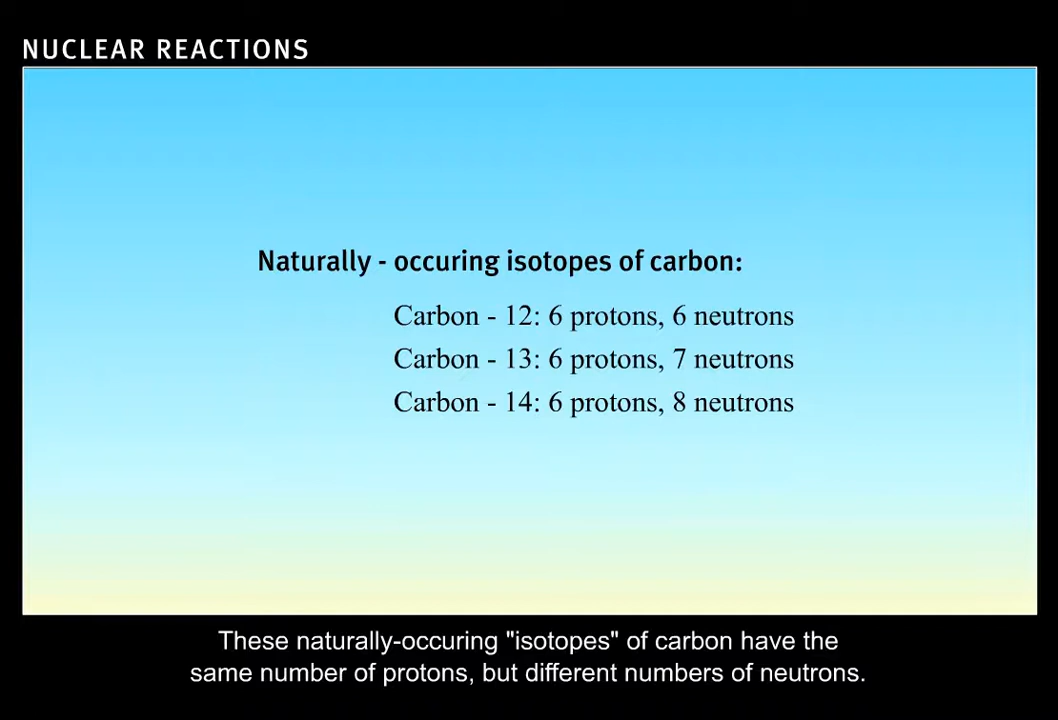 NUCLEAR REACTIONS
Naturally - occuring isotopes of carbon:
Carbon - 12: 6 protons, 6 neutrons
Carbon - 13: 6 protons, 7 neutrons
Carbon - 14: 6 protons, 8 neutrons
These naturally-occuring "isotopes" of carbon have the
same number of protons, but different numbers of neutrons.